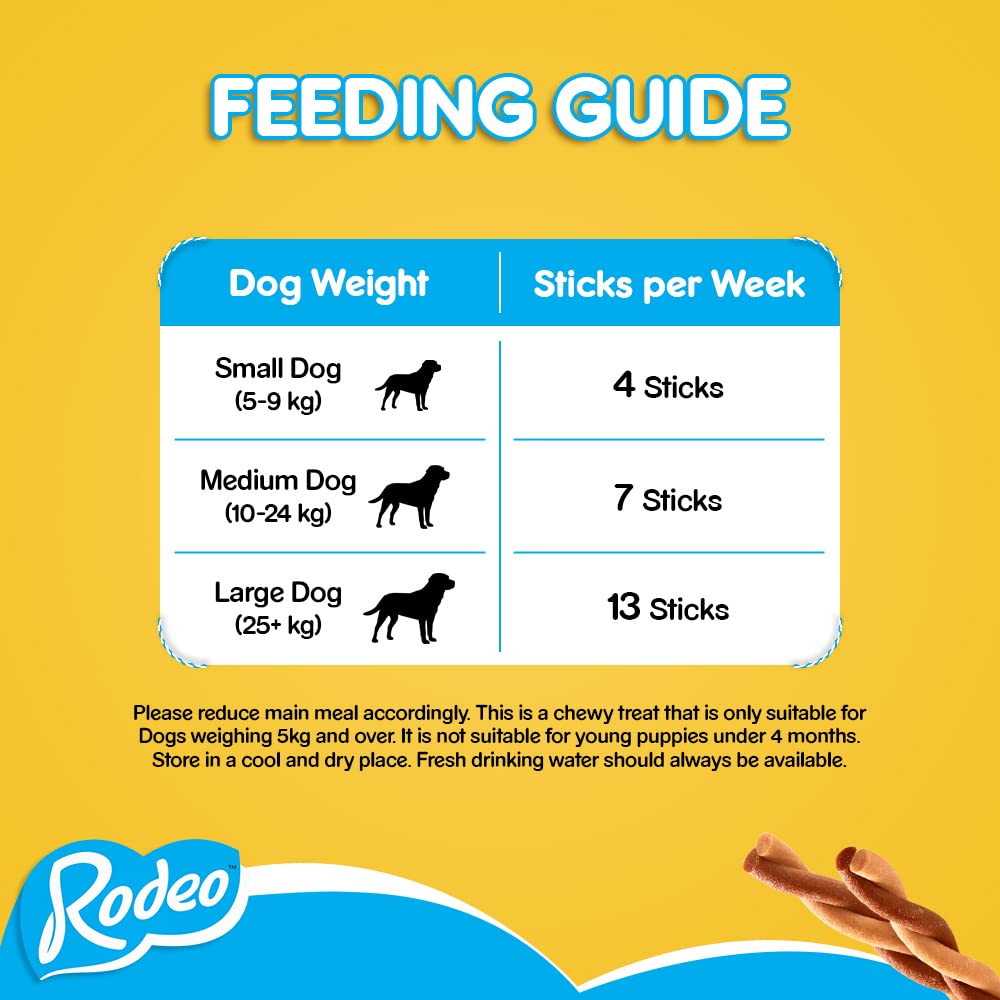 FEEDING GUIDE
Dog Weight
Sticks per Week
Small Dog
(5-9 kg)
4 Sticks
Medium Dog
(10-24 kg)
7 Sticks
Large Dog
(25+ kg)
13 Sticks
Please reduce main meal accordingly. This is a chewy treat that is only suitable for
Dogs weighing 5kg and over. It is not suitable for young puppies under 4 months.
Store in a cool and dry place. Fresh drinking water should always be available.
Rodeo™